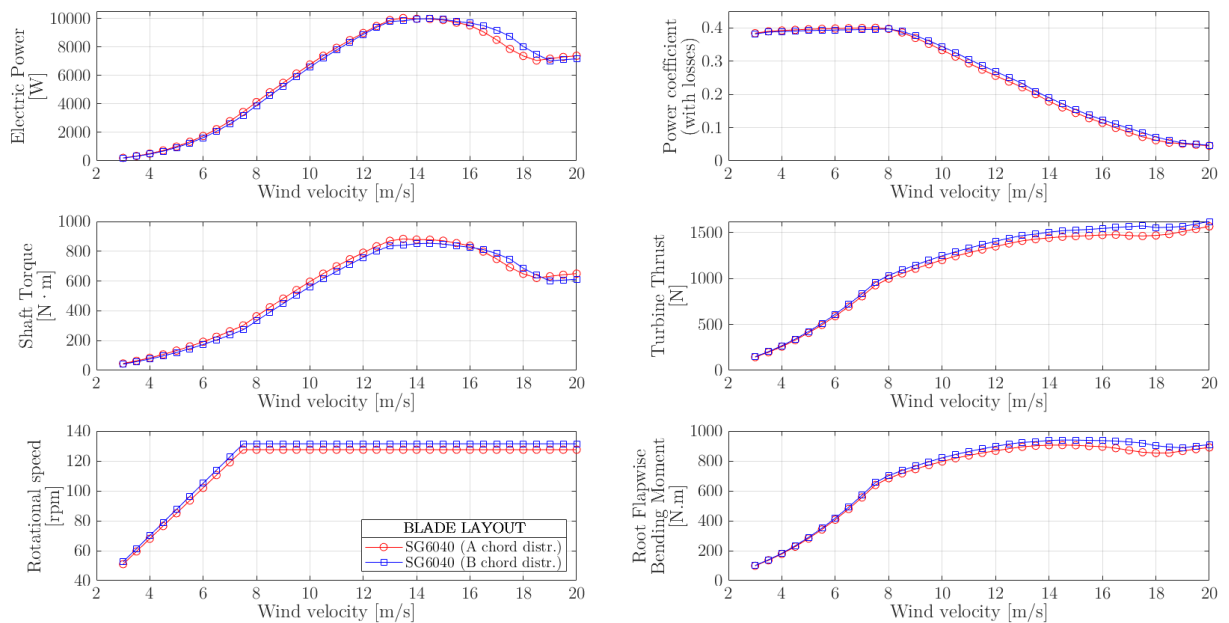 Electric Power
[W]
10000
8000
6000
4000
2000
0
2 4 6 8 10 12 14 16 18 20
Wind velocity [m/s]
Power coefficient
(with losses)
0.4
0.3
0.2
0.1
0
2 4 6 8 10 12 14 16 18 20
Wind velocity [m/s]
Shaft Torque
[N · m]
1000
800
600
400
200
0
2 4 6 8 10 12 14 16 18 20
Wind velocity [m/s]
Turbine Thrust
[N]
1500
1000
500
0
2 4 6 8 10 12 14 16 18 20
Wind velocity [m/s]
Rotational speed
[rpm]
140
120
100
80
60
40
2 4 6 8 10 12 14 16 18 20
Wind velocity [m/s]
BLADE LAYOUT
SG6040 (A chord distr.)
SG6040 (B chord distr.)
Root Flapwise
Bending Moment
[N.m]
1000
800
600
400
200
0
2 4 6 8 10 12 14 16 18 20
Wind velocity [m/s]